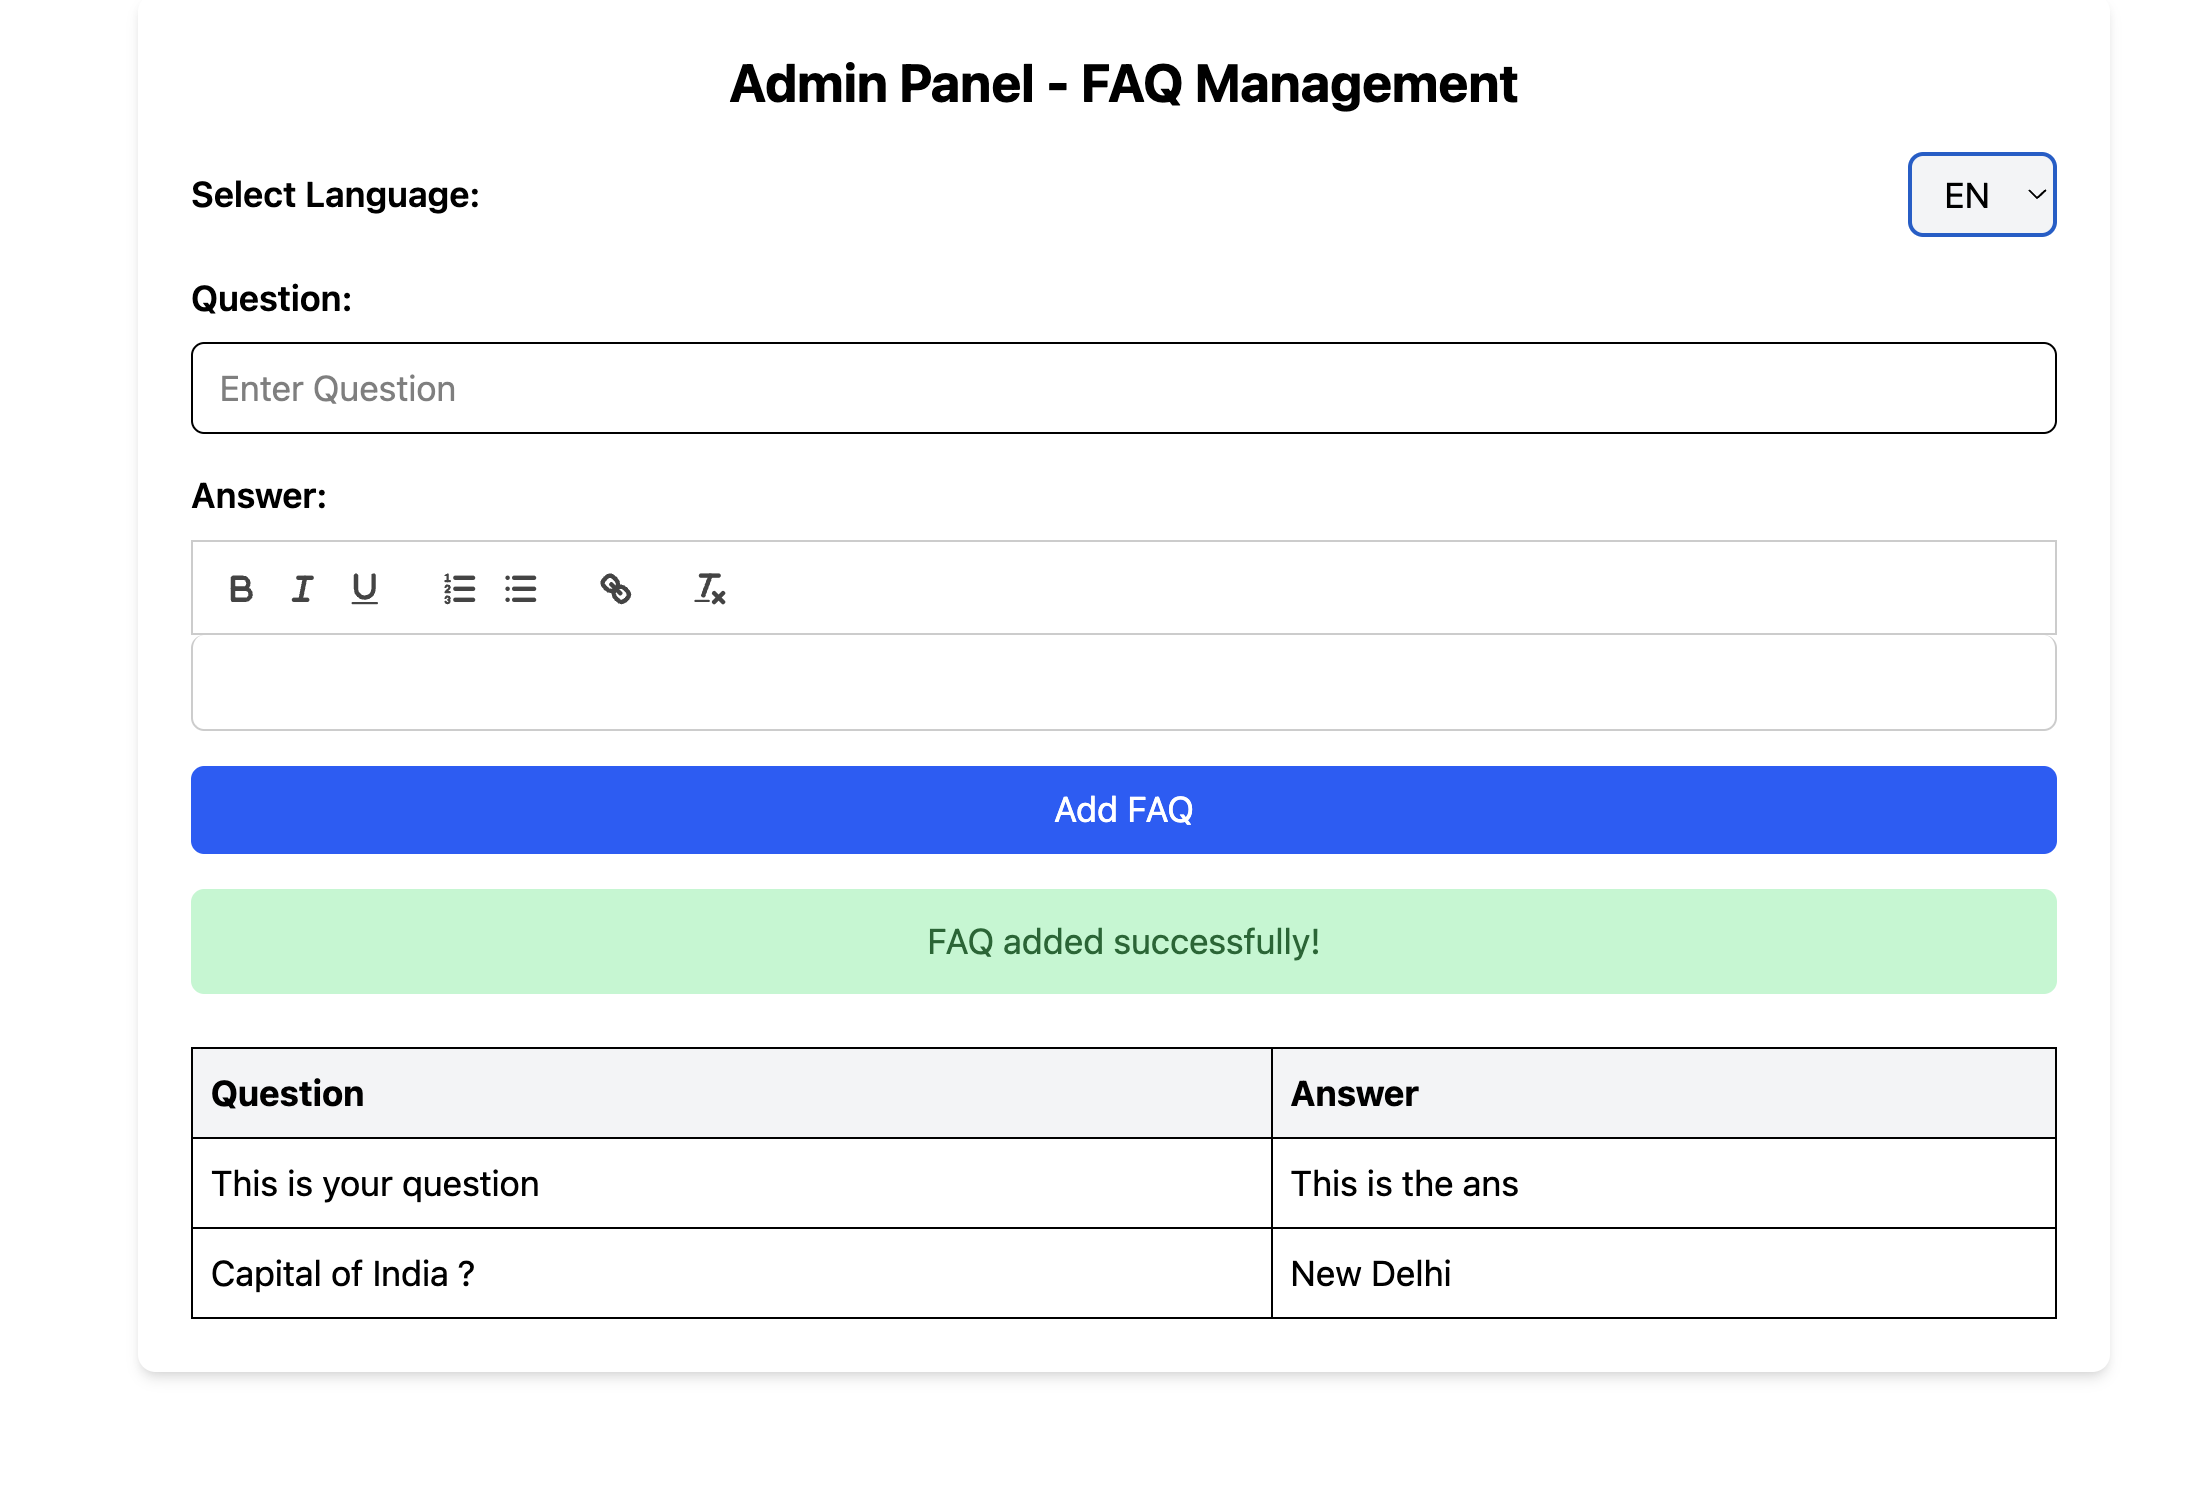 Admin Panel - FAQ Management
Select Language:
EN
Question:
Enter Question
Answer:
Add FAQ
FAQ added successfully!
Question Answer
This is your question This is the ans
Capital of India ? New Delhi